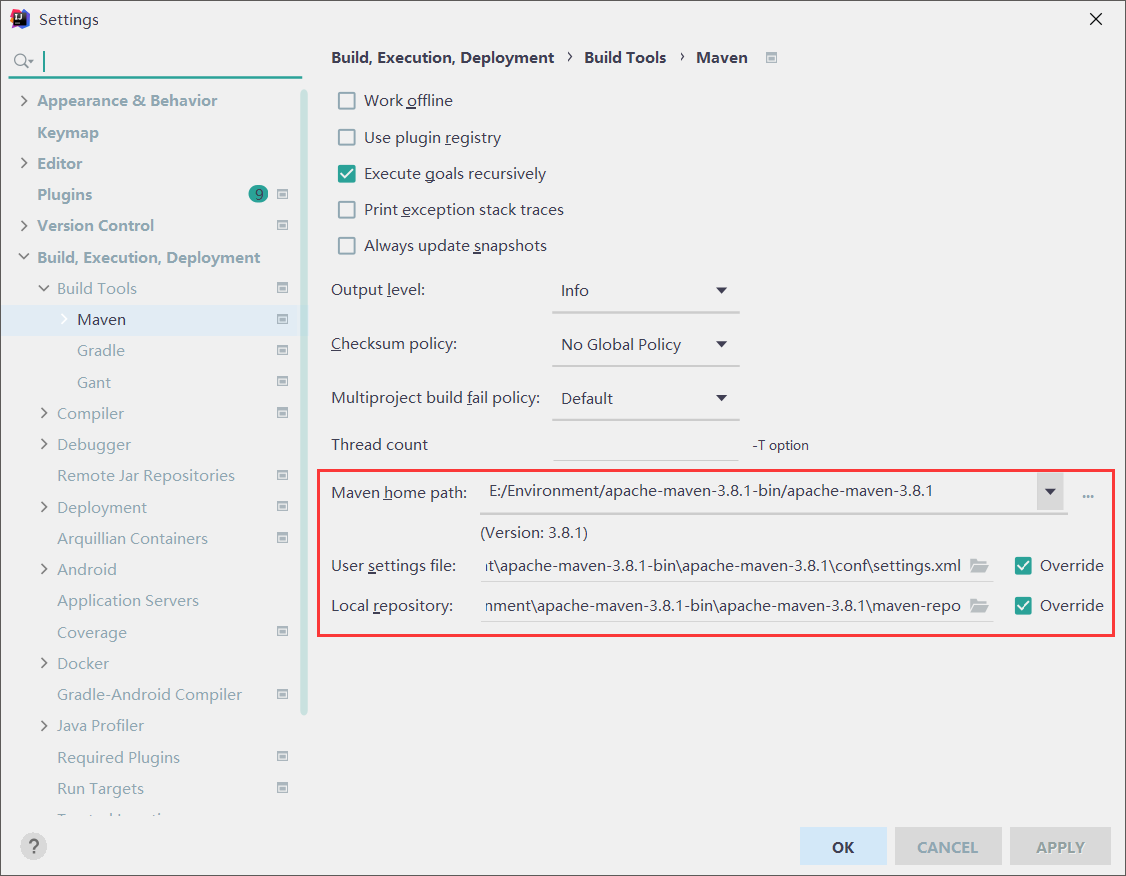 Settings
Build, Execution, Deployment › Build Tools › Maven
Appearance & Behavior
Keymap
Editor
Plugins 9
Version Control
Build, Execution, Deployment
Build Tools
Maven
Gradle
Gant
Compiler
Debugger
Remote Jar Repositories
Deployment
Arquillian Containers
Android
Application Servers
Coverage
Docker
Gradle-Android Compiler
Java Profiler
Required Plugins
Run Targets
Work offline
Use plugin registry
Execute goals recursively
Print exception stack traces
Always update snapshots
Output level: Info
Checksum policy: No Global Policy
Multiproject build fail policy: Default
Thread count -T option
Maven home path: E:/Environment/apache-maven-3.8.1-bin/apache-maven-3.8.1 ...
(Version: 3.8.1)
User settings file: nt\apache-maven-3.8.1-bin\apache-maven-3.8.1\conf\settings.xml Override
Local repository: nment\apache-maven-3.8.1-bin\apache-maven-3.8.1\maven-repo Override
? OK CANCEL APPLY